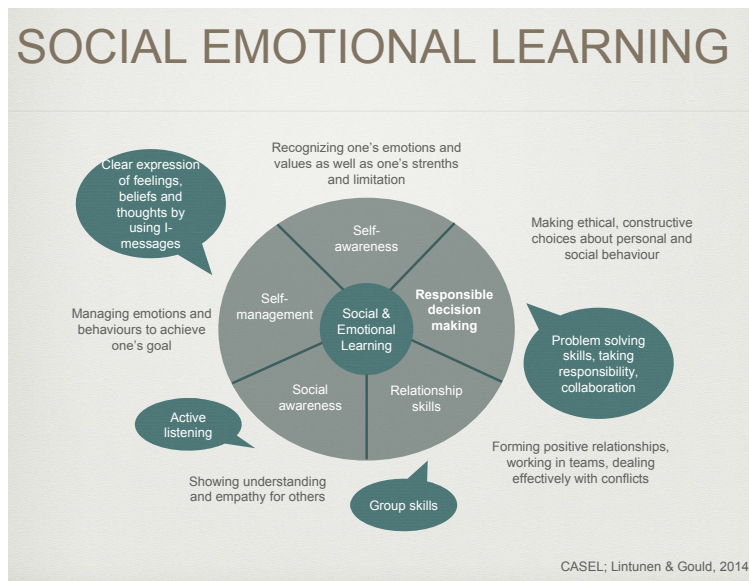 SOCIAL EMOTIONAL LEARNING
Recognizing one’s emotions and
values as well as one’s strenths
and limitation
Clear expression
of feelings,
beliefs and
thoughts by
using I-
messages
Self-
awareness
Making ethical, constructive
choices about personal and
social behaviour
Self-
management
Responsible
decision
making
Social &
Emotional
Learning
Managing emotions and
behaviours to achieve
one’s goal
Problem solving
skills, taking
responsibility,
collaboration
Social
awareness
Relationship
skills
Active
listening
Forming positive relationships,
working in teams, dealing
effectively with conflicts
Showing understanding
and empathy for others
Group skills
CASEL; Lintunen & Gould, 2014